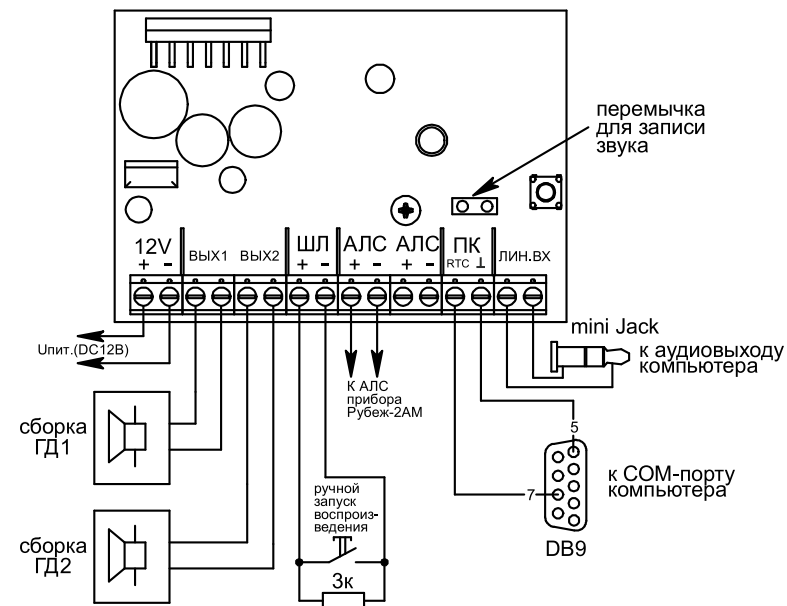 перемычка
для записи
звука
12V
ВЫХ1
ВЫХ2
ШЛ
АЛС
АЛС
ПК
ЛИН.ВХ
+ -
+ -
+ -
+ -
RTC ⊥
Uпит.(DC12В)
mini Jack
к аудиовыходу
компьютера
К АЛС
прибора
Рубеж-2АМ
сборка
ГД1
5
7
к COM-порту
компьютера
DB9
ручной
запуск
воспроиз-
ведения
3к
сборка
ГД2